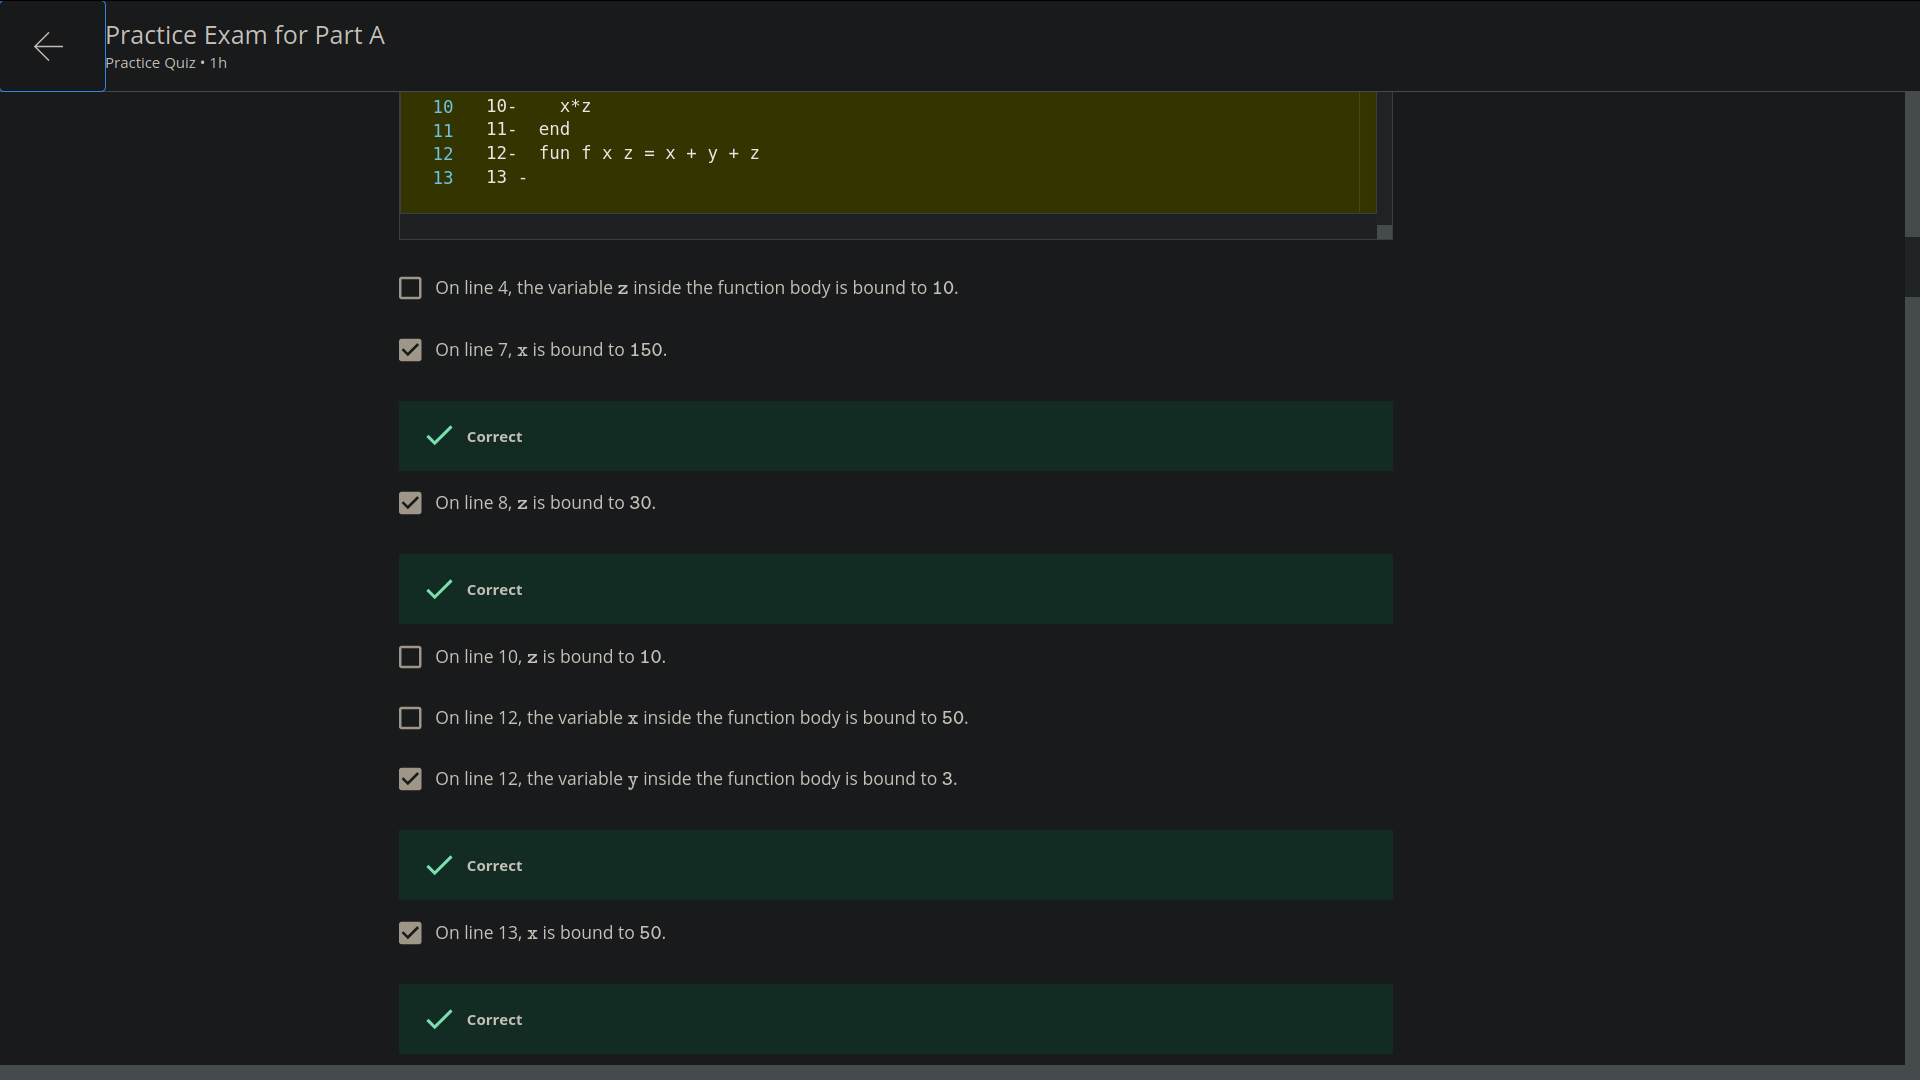 Practice Exam for Part A
Practice Quiz • 1h
10 10- x*z
11 11- end
12 12- fun f x z = x + y + z
13 13 -
On line 4, the variable z inside the function body is bound to 10.
On line 7, x is bound to 150.
Correct
On line 8, z is bound to 30.
Correct
On line 10, z is bound to 10.
On line 12, the variable x inside the function body is bound to 50.
On line 12, the variable y inside the function body is bound to 3.
Correct
On line 13, x is bound to 50.
Correct